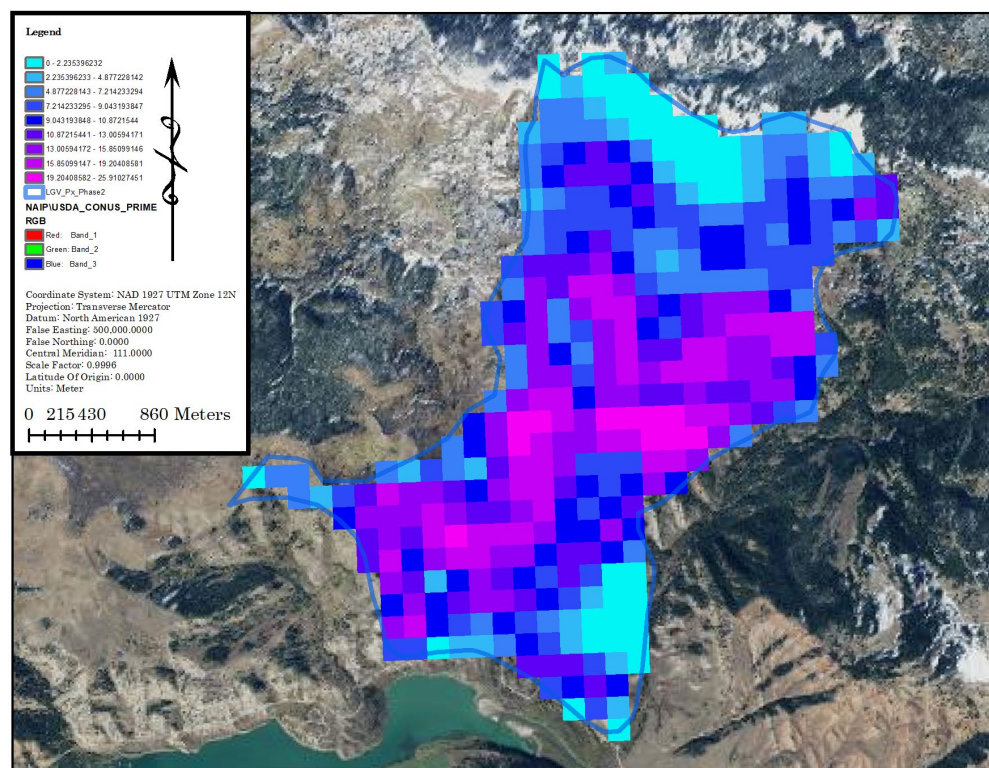 Legend
0 - 2.235396232
2.235396233 - 4.877228142
4.877228143 - 7.214233294
7.214233295 - 9.043193847
9.043193848 - 10.8721544
10.87215441 - 13.00594171
13.00594172 - 15.85099146
15.85099147 - 19.20408581
19.20408582 - 25.91027451
LGV_Px_Phase2
NAIP\USDA_CONUS_PRIME
RGB
Red: Band_1
Green: Band_2
Blue: Band_3
Coordinate System: NAD 1927 UTM Zone 12N
Projection: Transverse Mercator
Datum: North American 1927
False Easting: 500,000.0000
False Northing: 0.0000
Central Meridian: 111.0000
Scale Factor: 0.9996
Latitude Of Origin: 0.0000
Units: Meter
0 215 430 860 Meters